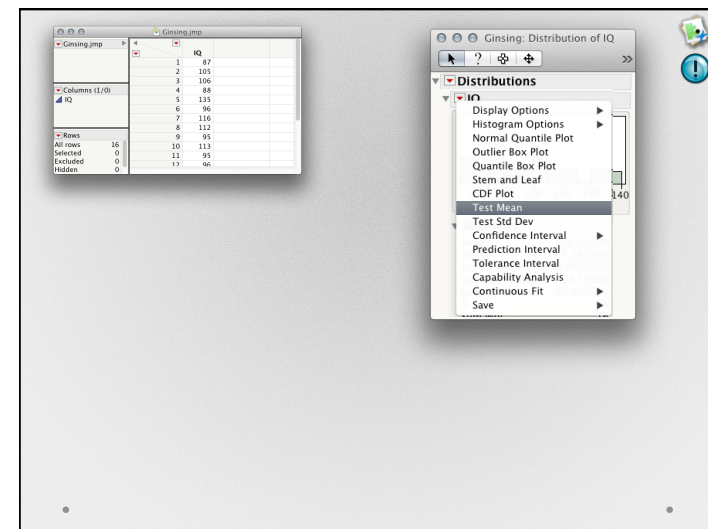 Ginsing.jmp
Ginsing.jmp
IQ
1 87
2 105
3 106
4 88
5 135
6 96
7 116
8 112
9 95
10 113
11 95
12 96
Columns (1/0)
IQ
Rows
All rows 16
Selected 0
Excluded 0
Hidden 0
Ginsing: Distribution of IQ
?
»
Distributions
IQ
Display Options
Histogram Options
Normal Quantile Plot
Outlier Box Plot
Quantile Box Plot
Stem and Leaf
CDF Plot
140
Test Mean
Test Std Dev
Confidence Interval
Prediction Interval
Tolerance Interval
Capability Analysis
Continuous Fit
Save